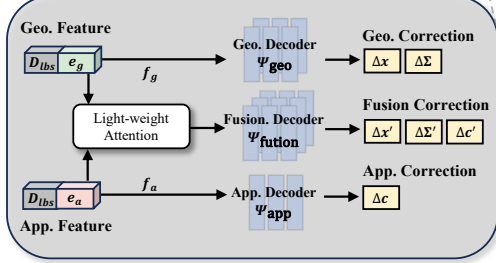 Geo. Feature
D_lbs e_g
f_g
Geo. Decoder
Ψ_geo
Geo. Correction
Δx ΔΣ
Light-weight
Attention
Fusion. Decoder
Ψ_fution
Fusion Correction
Δx′ ΔΣ′ Δc′
D_lbs e_a
App. Feature
f_a
App. Decoder
Ψ_app
App. Correction
Δc